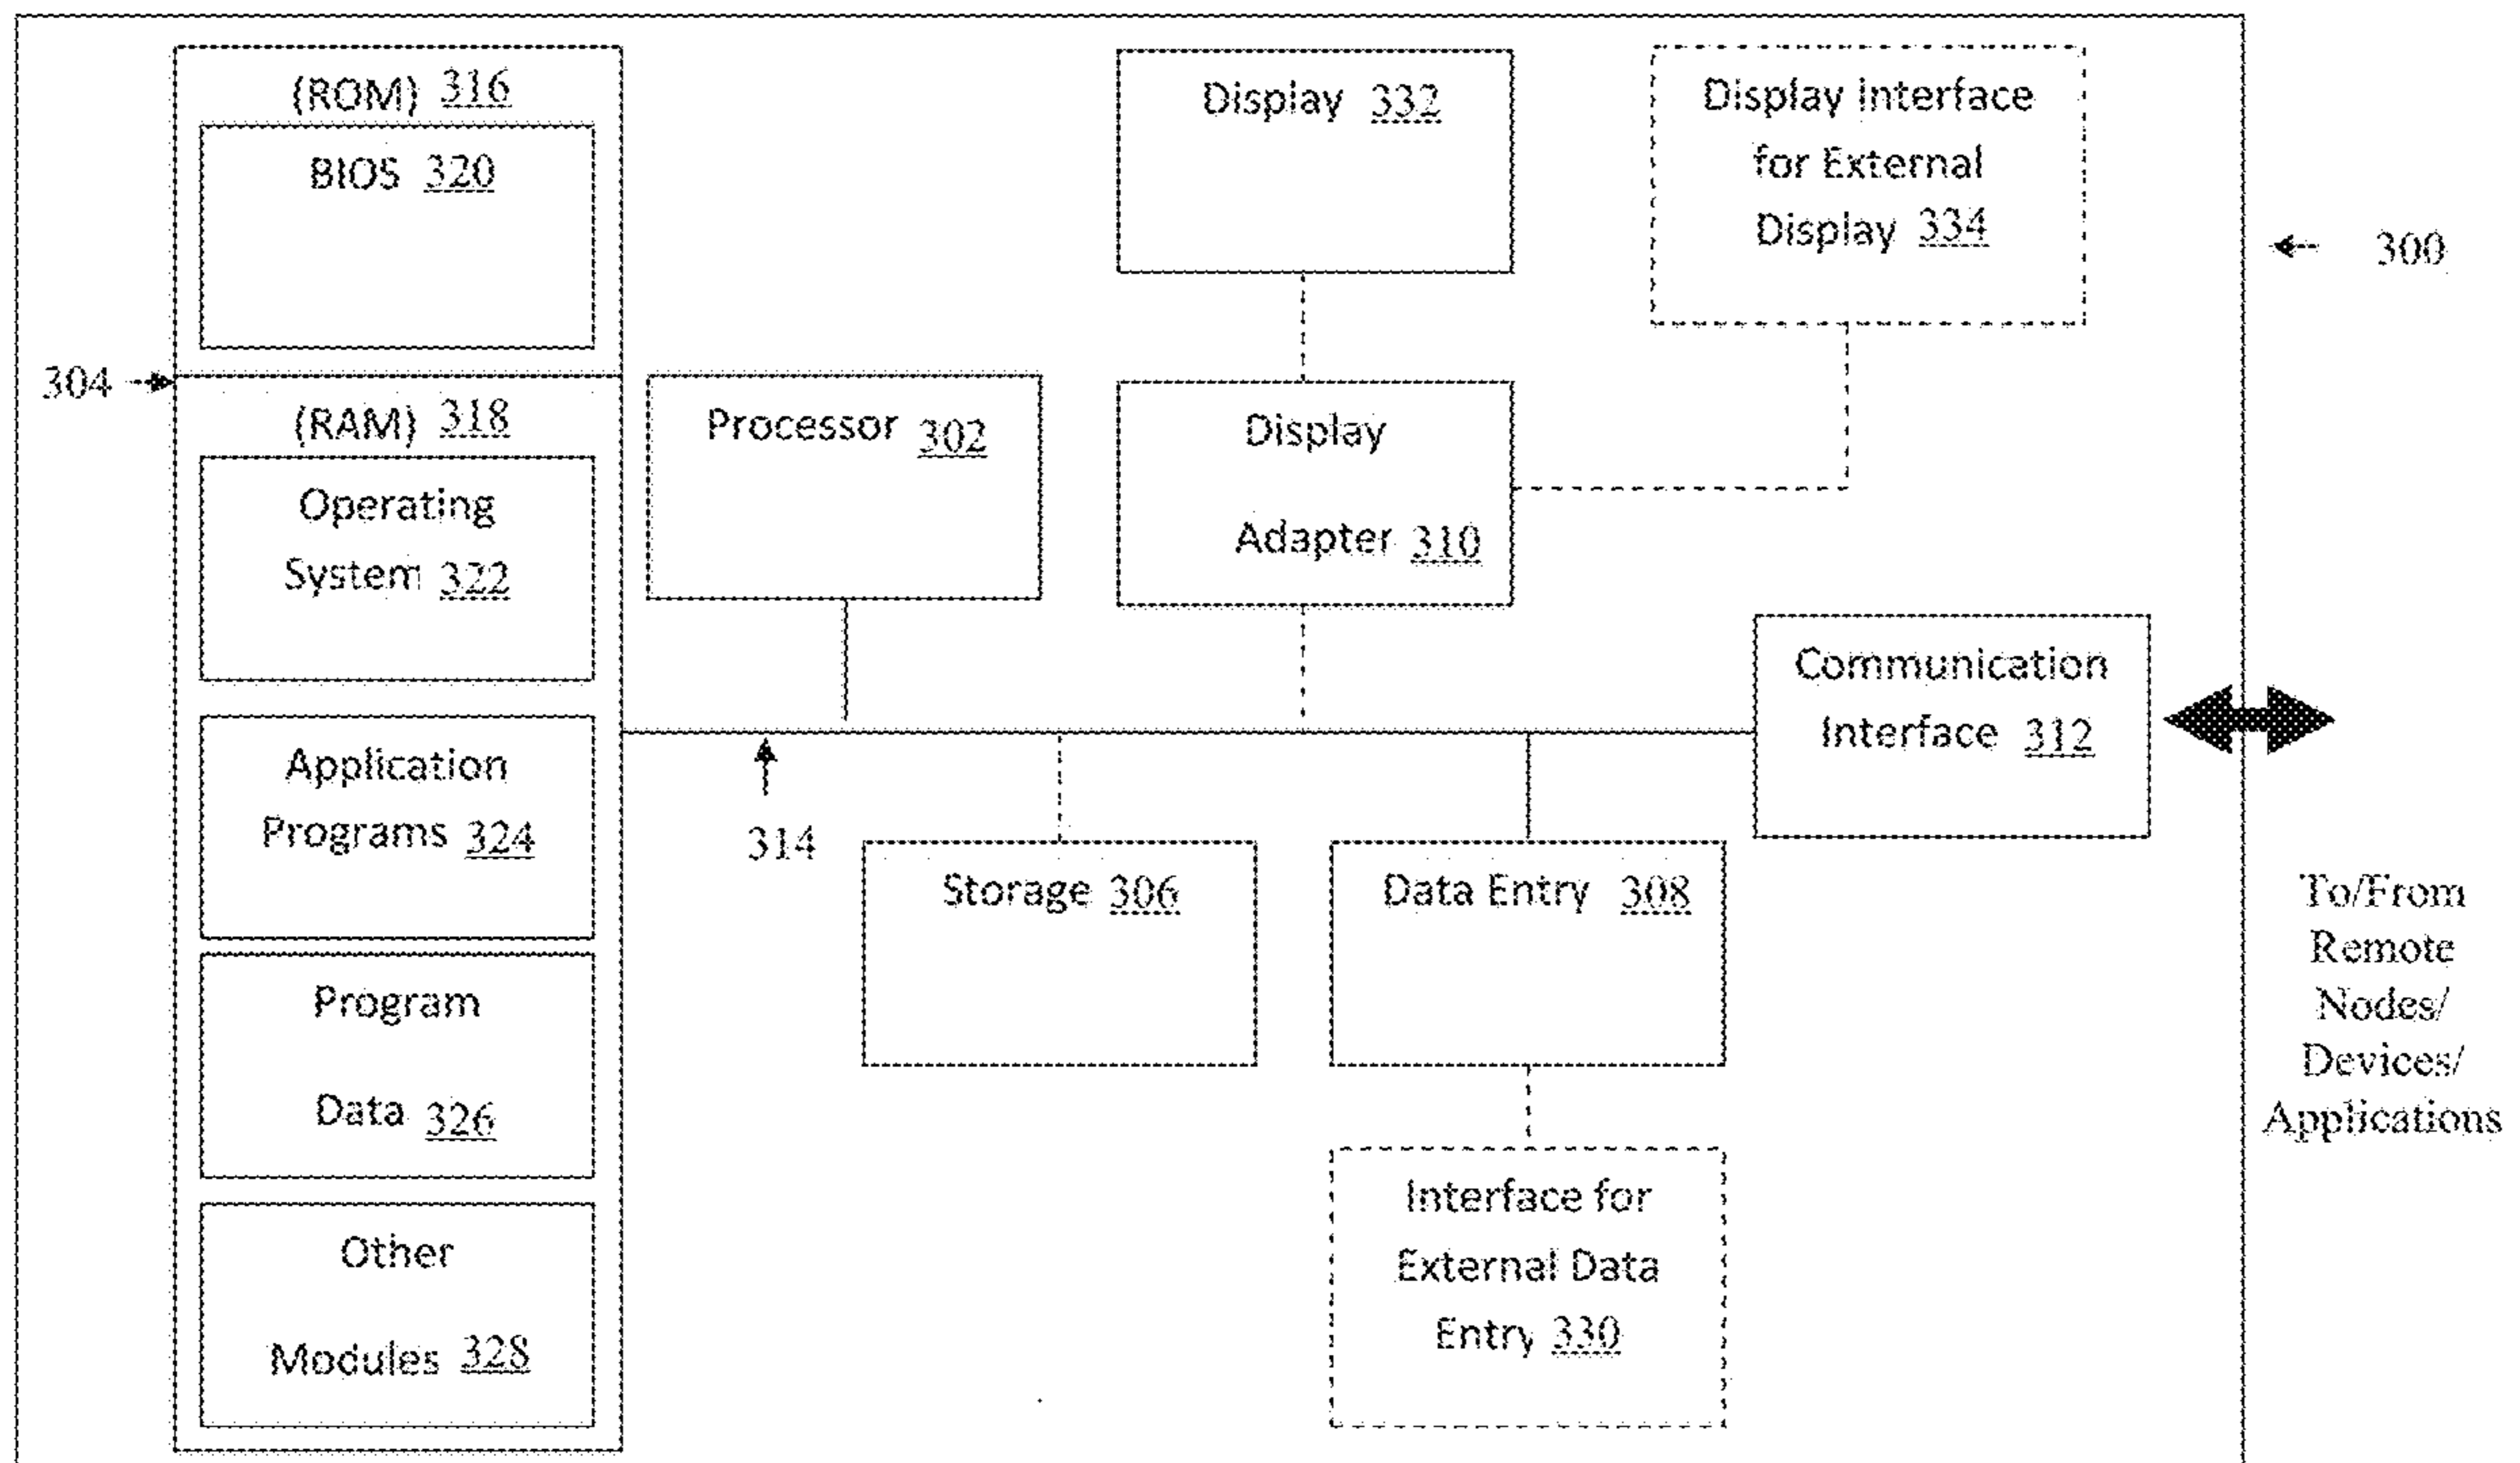 (ROM) 316
BIOS 320
304
(RAM) 318
Operating
System 322
Application
Programs 324
Program
Data 326
Other
Modules 328
Processor 302
Display 332
Display Interface
for External
Display 334
300
Display
Adapter 310
Communication
Interface 312
314
Storage 306
Data Entry 308
Interface for
External Data
Entry 330
To/From
Remote
Nodes/
Devices/
Applications